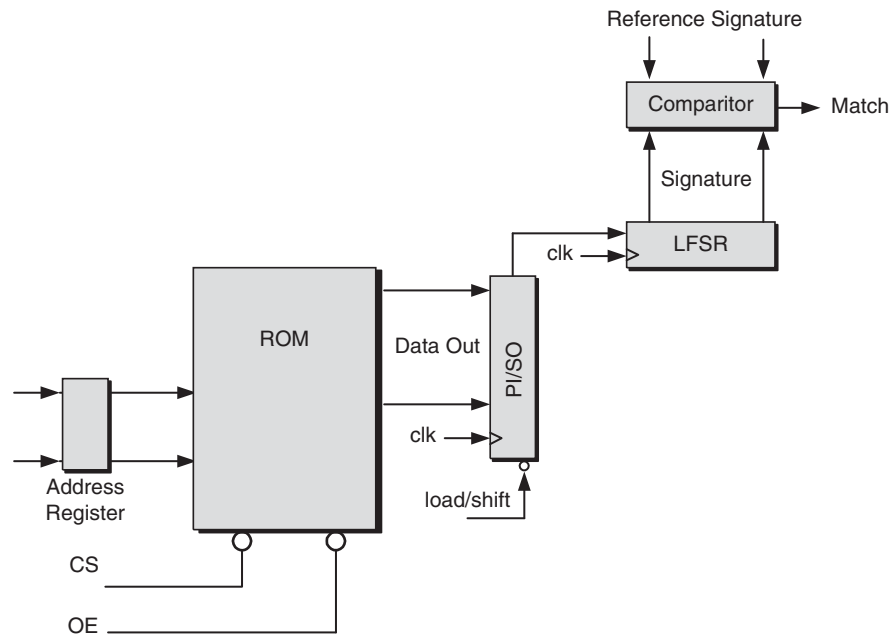 Reference Signature
Comparitor
Match
Signature
LFSR
clk
ROM
Data Out
PI/SO
clk
Address
Register
load/shift
CS
OE